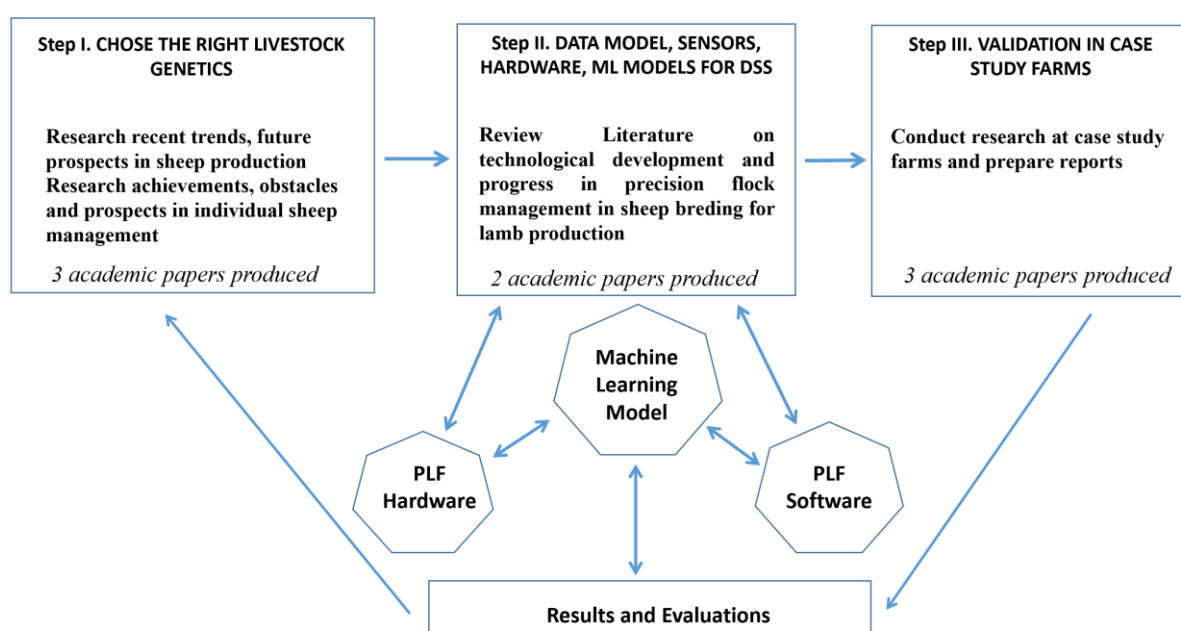 Step I. CHOSE THE RIGHT LIVESTOCK
GENETICS
Research recent trends, future
prospects in sheep production
Research achievements, obstacles
and prospects in individual sheep
management
3 academic papers produced
Step II. DATA MODEL, SENSORS,
HARDWARE, ML MODELS FOR DSS
Review Literature on
technological development and
progress in precision flock
management in sheep breding for
lamb production
2 academic papers produced
Step III. VALIDATION IN CASE
STUDY FARMS
Conduct research at case study
farms and prepare reports
3 academic papers produced
Machine
Learning
Model
PLF
Hardware
PLF
Software
Results and Evaluations